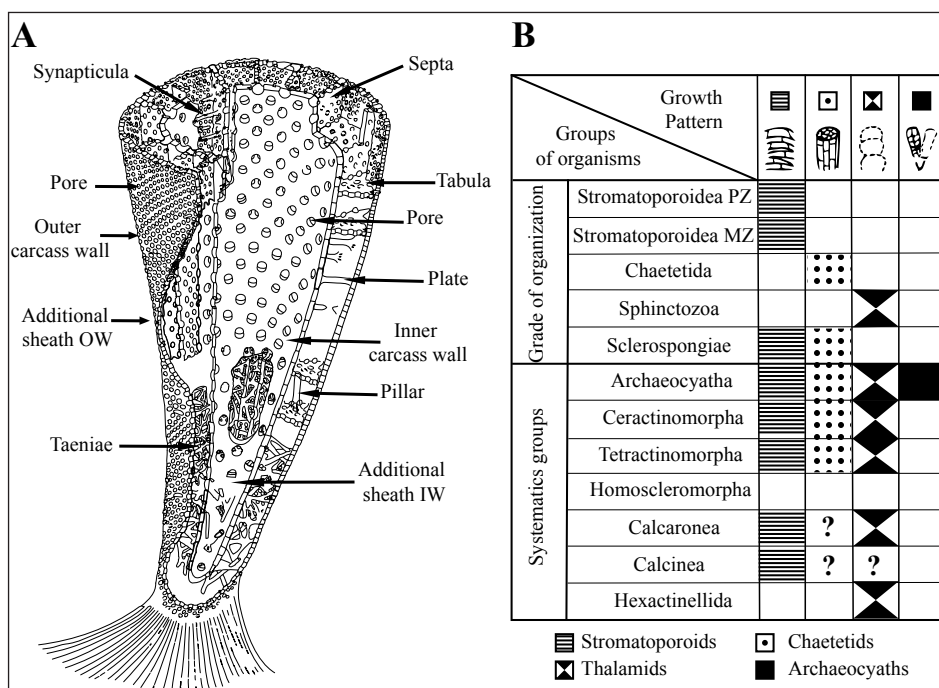 A
Synapticula
Septa
Pore
Tabula
Outer
carcass wall
Pore
Plate
Additional
sheath OW
Inner
carcass wall
Pillar
Taeniae
Additional
sheath IW
B
Growth
Pattern
Groups
of organisms
Grade of organization
Stromatoporoidea PZ
Stromatoporoidea MZ
Chaetetida
Sphinctozoa
Sclerospongiae
Systematics groups
Archaeocyatha
Ceractinomorpha
Tetractinomorpha
Homoscleromorpha
Calcaronea ?
Calcinea ? ?
Hexactinellida
Stromatoporoids Chaetetids
Thalamids Archaeocyaths